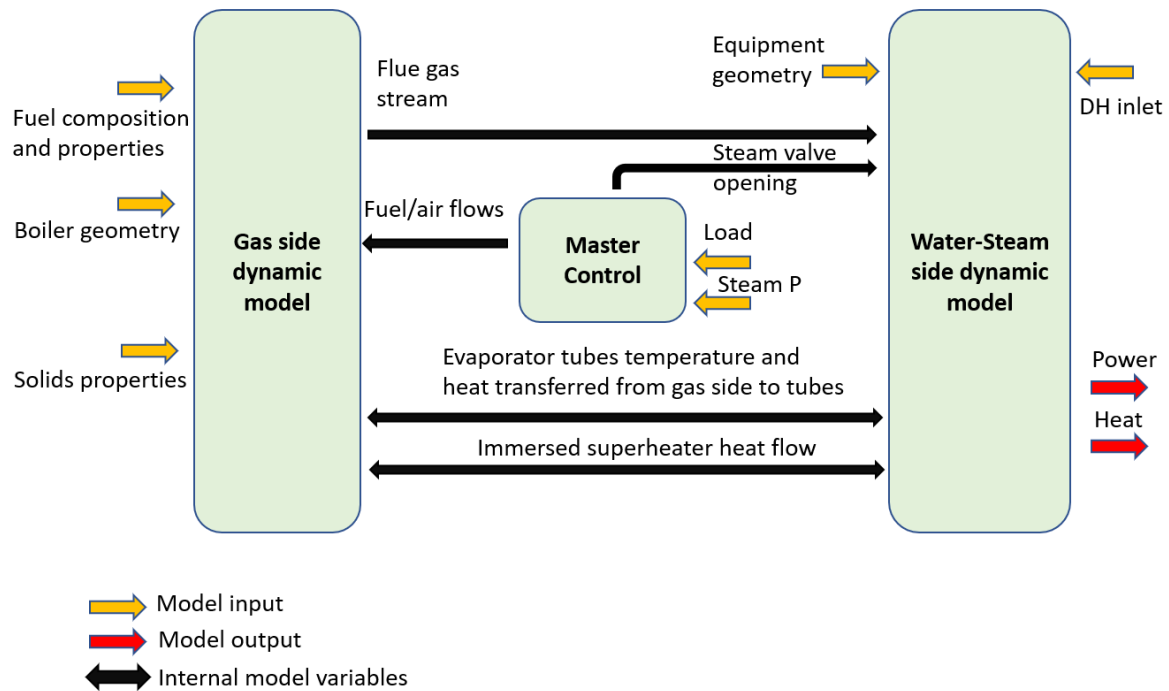 Equipment
geometry
Flue gas
stream
Fuel composition
and properties
DH inlet
Steam valve
opening
Fuel/air flows
Boiler geometry
Gas side
dynamic
model
Master
Control
Load
Steam P
Water-Steam
side dynamic
model
Evaporator tubes temperature and
heat transferred from gas side to tubes
Solids properties
Power
Heat
Immersed superheater heat flow
Model input
Model output
Internal model variables